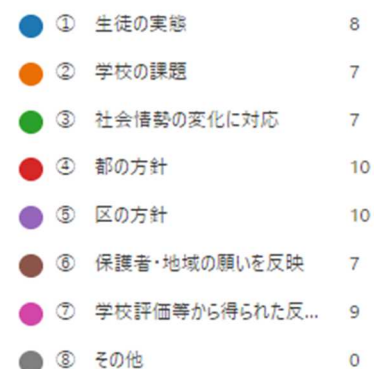 ① 生徒の実態 8
② 学校の課題 7
③ 社会情勢の変化に対応 7
④ 都の方針 10
⑤ 区の方針 10
⑥ 保護者・地域の願いを反映 7
⑦ 学校評価等から得られた反... 9
⑧ その他 0